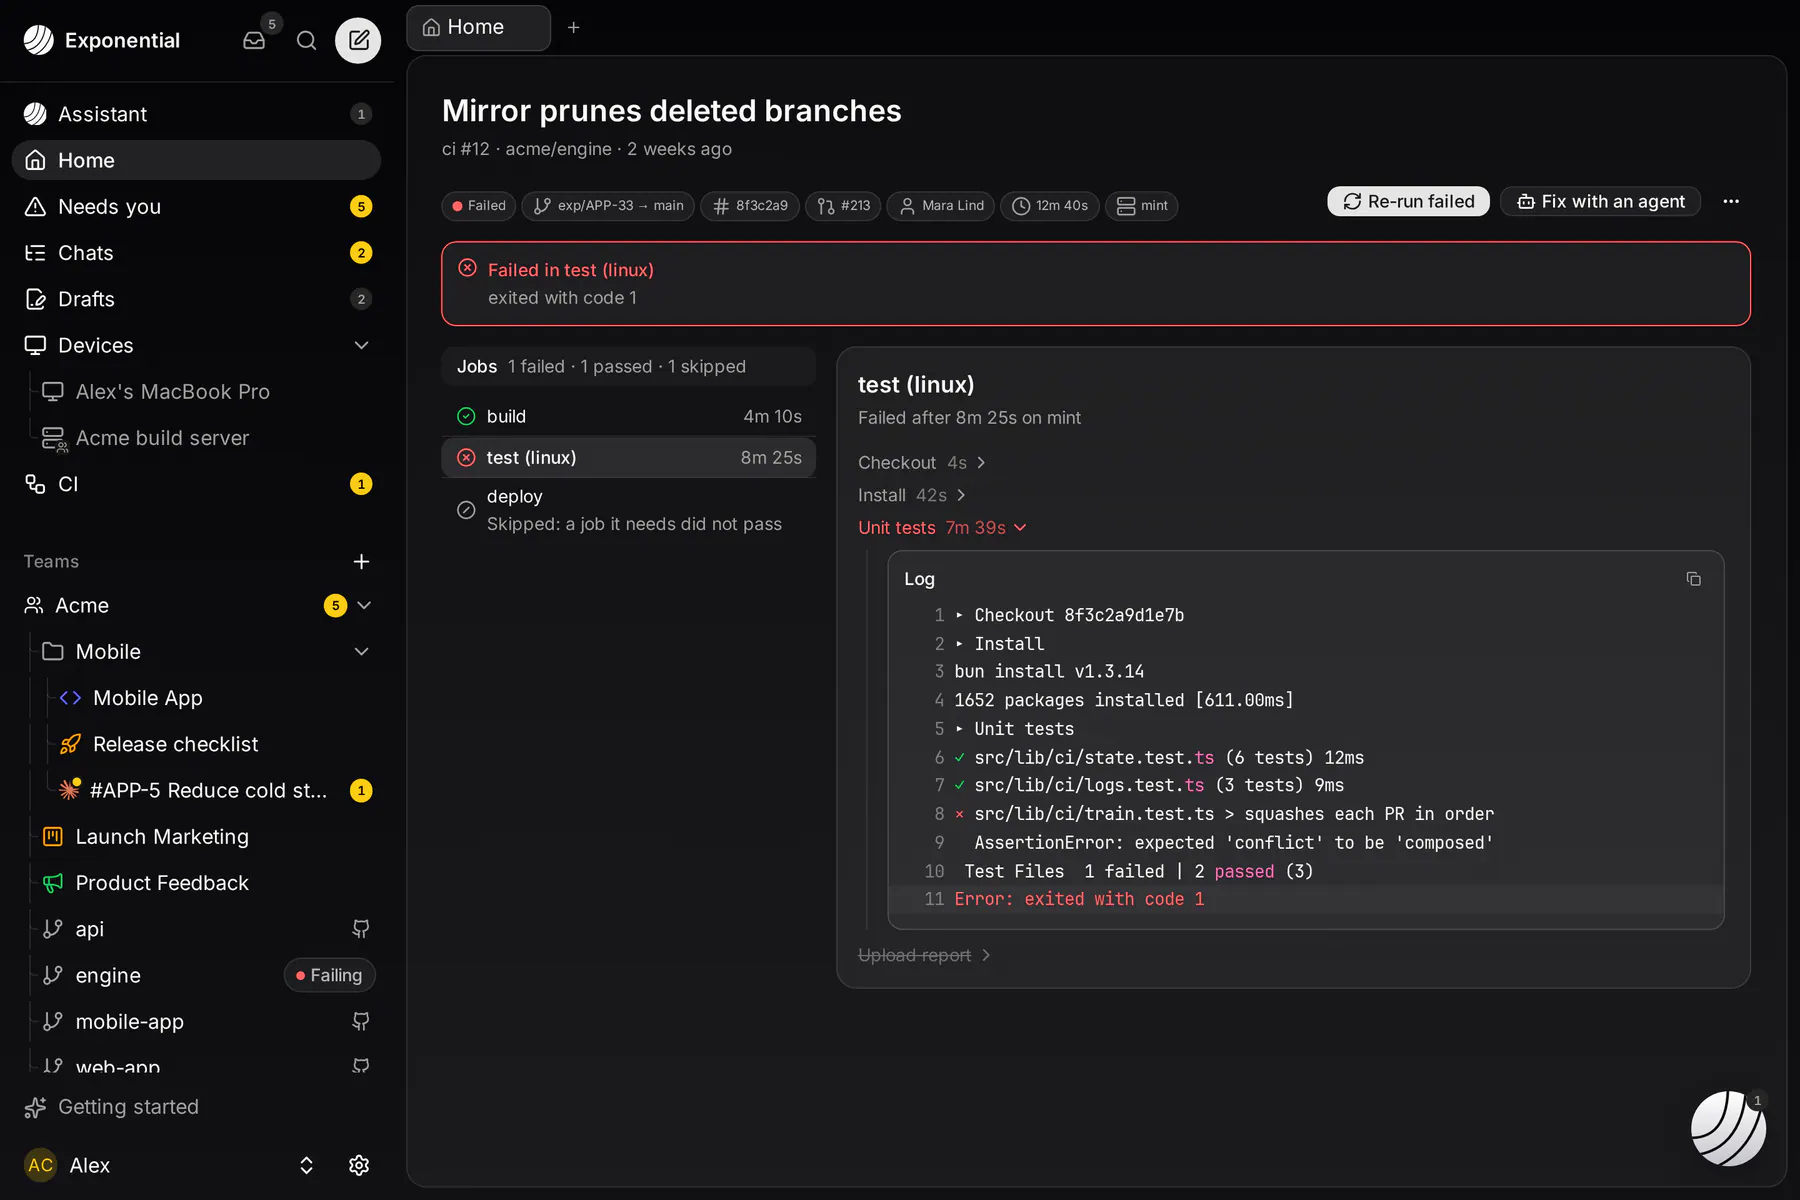 Exponential
5
Home
Assistant 1
Home
Needs you 5
Chats 2
Drafts 2
Devices
Alex's MacBook Pro
Acme build server
CI 1
Teams
Acme 5
Mobile
Mobile App
Release checklist
#APP-5 Reduce cold st... 1
Launch Marketing
Product Feedback
api
engine Failing
mobile-app
web-app
Getting started
AC Alex
Mirror prunes deleted branches
ci #12 · acme/engine · 2 weeks ago
Failed exp/APP-33 → main 8f3c2a9 #213 Mara Lind 12m 40s mint
Re-run failed Fix with an agent
Failed in test (linux)
exited with code 1
Jobs 1 failed · 1 passed · 1 skipped
build 4m 10s
test (linux) 8m 25s
deploy
Skipped: a job it needs did not pass
test (linux)
Failed after 8m 25s on mint
Checkout 4s
Install 42s
Unit tests 7m 39s
Log
1 ▸ Checkout 8f3c2a9d1e7b
2 ▸ Install
3 bun install v1.3.14
4 1652 packages installed [611.00ms]
5 ▸ Unit tests
6 ✓ src/lib/ci/state.test.ts (6 tests) 12ms
7 ✓ src/lib/ci/logs.test.ts (3 tests) 9ms
8 × src/lib/ci/train.test.ts > squashes each PR in order
9 AssertionError: expected 'conflict' to be 'composed'
10 Test Files 1 failed | 2 passed (3)
11 Error: exited with code 1
Upload report
1